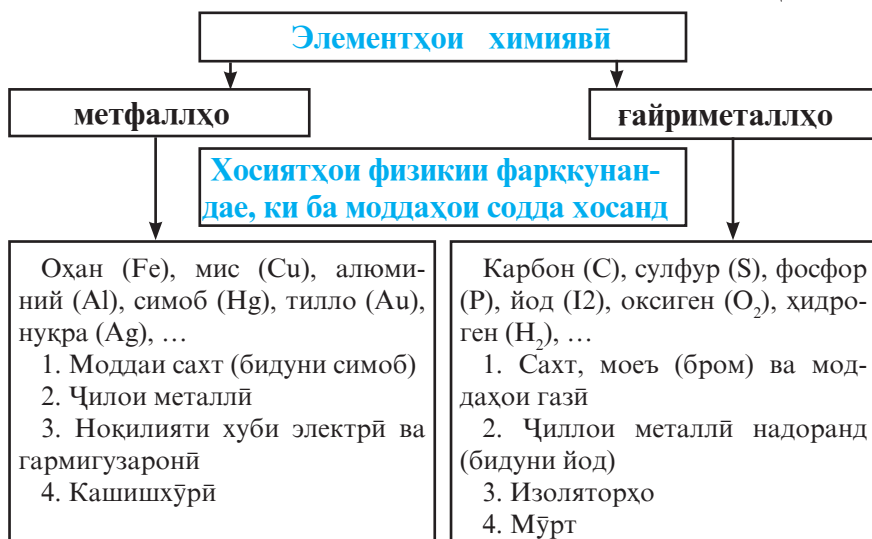 Элементҳои химиявӣ
метфаллҳо
ғайриметаллҳо
Хосиятҳои физикии фарққунан-
дае, ки ба моддаҳои содда хосанд
Оҳан (Fe), мис (Cu), алюми-
ний (Al), симоб (Hg), тилло (Au),
нуқра (Ag), …
1. Моддаи сахт (бидуни симоб)
2. Ҷилои металлӣ
3. Ноқилияти хуби электрӣ ва
гармигузаронӣ
4. Кашишхӯрӣ
Карбон (C), сулфур (S), фосфор
(P), йод (I2), оксиген (O₂), ҳидро-
ген (H₂), …
1. Сахт, моеъ (бром) ва мод-
даҳои газӣ
2. Ҷиллои металлӣ надоранд
(бидуни йод)
3. Изоляторҳо
4. Мӯрт